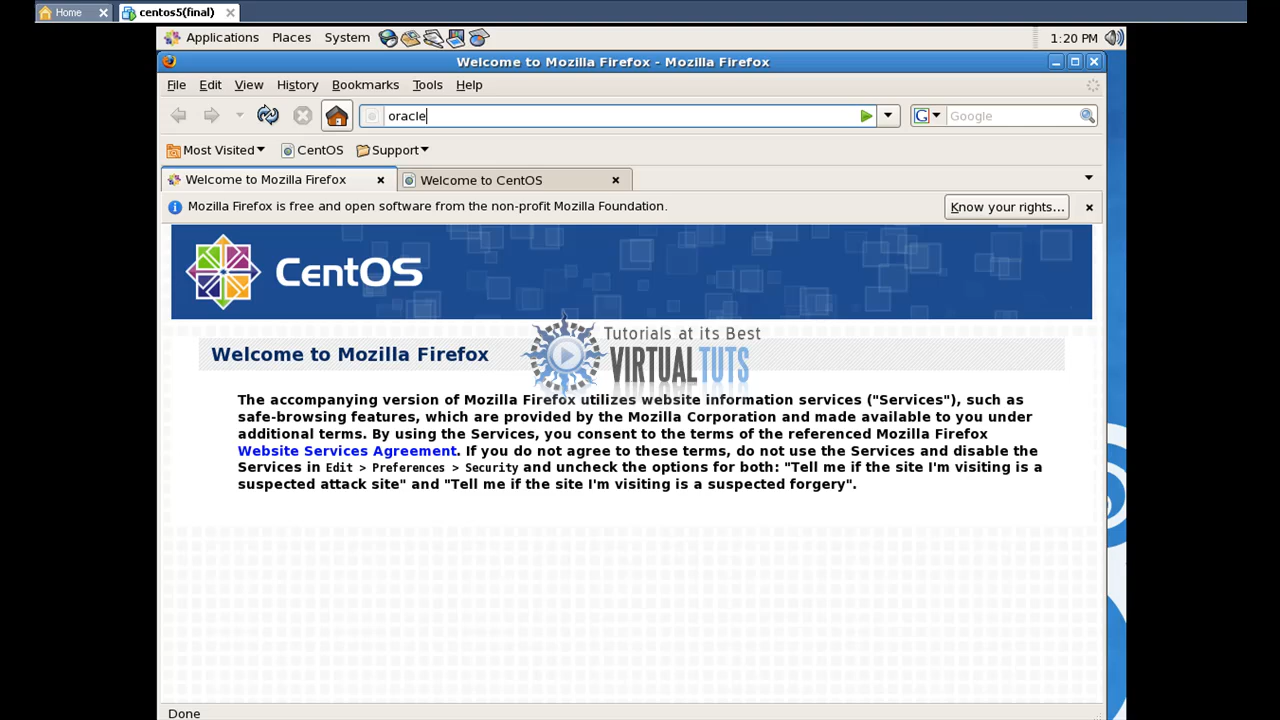 Home
centos5(final)
Applications Places System 1:20 PM
Welcome to Mozilla Firefox - Mozilla Firefox
File Edit View History Bookmarks Tools Help
oracle
G Google
Most Visited CentOS Support
Welcome to Mozilla Firefox
Welcome to CentOS
Mozilla Firefox is free and open software from the non-profit Mozilla Foundation.
Know your rights...
CentOS
Tutorials at its Best
VIRTUALTUTS
Welcome to Mozilla Firefox
The accompanying version of Mozilla Firefox utilizes website information services ("Services"), such as
safe-browsing features, which are provided by the Mozilla Corporation and made available to you under
additional terms. By using the Services, you consent to the terms of the referenced Mozilla Firefox
Website Services Agreement. If you do not agree to these terms, do not use the Services and disable the
Services in Edit > Preferences > Security and uncheck the options for both: "Tell me if the site I'm visiting is a
suspected attack site" and "Tell me if the site I'm visiting is a suspected forgery".
Done